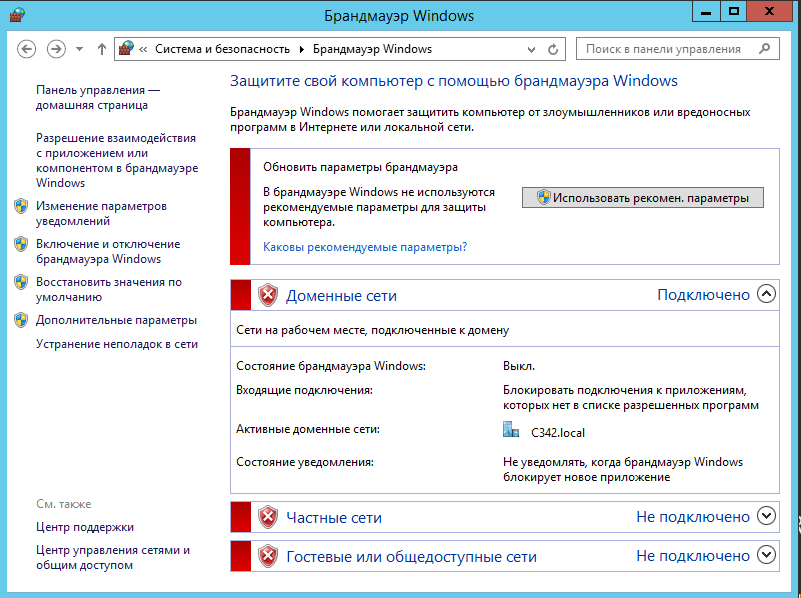 Брандмауэр Windows
« Система и безопасность Брандмауэр Windows
Поиск в панели управления
Панель управления —
домашняя страница
Разрешение взаимодействия
с приложением или
компонентом в брандмауэре
Windows
Изменение параметров
уведомлений
Включение и отключение
брандмауэра Windows
Восстановить значения по
умолчанию
Дополнительные параметры
Устранение неполадок в сети
См. также
Центр поддержки
Центр управления сетями и
общим доступом
Защитите свой компьютер с помощью брандмауэра Windows
Брандмауэр Windows помогает защитить компьютер от злоумышленников или вредоносных
программ в Интернете или локальной сети.
Обновить параметры брандмауэра
В брандмауэре Windows не используются
рекомендуемые параметры для защиты
компьютера.
Использовать рекомен. параметры
Каковы рекомендуемые параметры?
Доменные сети Подключено
Сети на рабочем месте, подключенные к домену
Состояние брандмауэра Windows: Выкл.
Входящие подключения: Блокировать подключения к приложениям,
которых нет в списке разрешенных программ
Активные доменные сети: C342.local
Состояние уведомления: Не уведомлять, когда брандмауэр Windows
блокирует новое приложение
Частные сети Не подключено
Гостевые или общедоступные сети Не подключено